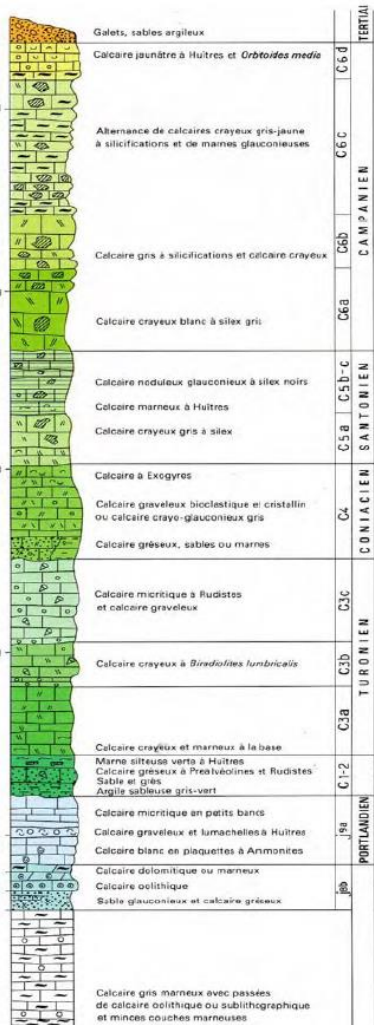 Galets, sables argileux
TERTIAI
Calcaire jaunâtre à Huîtres et Orbitoides media
C6d
Alternance de calcaires crayeux gris-jaune
à silicifications et de marnes glauconieuses
C6c
CAMPANIEN
Calcaire gris à silicifications et calcaire crayeux
C6b
Calcaire crayeux blanc à silex gris
C6a
Calcaire noduleux glauconieux à silex noirs
C5b-c
Calcaire marneux à Huîtres
SANTONIEN
Calcaire crayeux gris à silex
C5a
Calcaire à Exogyres
Calcaire graveleux bioclastique et cristallin
ou calcaire crayo-glauconieux gris
C4
CONIACIEN
Calcaire gréseux, sables ou marnes
Calcaire micritique à Rudistes
et calcaire graveleux
C3c
Calcaire crayeux à Biradiolites lumbricalis
C3b
TURONIEN
C3a
Calcaire crayeux et marneux à la base
Marne silteuse verte à Huîtres
Calcaire gréseux à Préalvéolines et Rudistes
Sable et grès
Argile sableuse gris-vert
C1-2
Calcaire micritique en petits bancs
Calcaire graveleux et lumachelles à Huîtres
j9a
PORTLANDIEN
Calcaire blanc en plaquettes à Ammonites
Calcaire dolomitique ou marneux
Calcaire oolithique
Sable glauconieux et calcaire gréseux
Calcaire gris marneux avec passées
de calcaire oolithique ou sublithographique
et minces couches marneuses